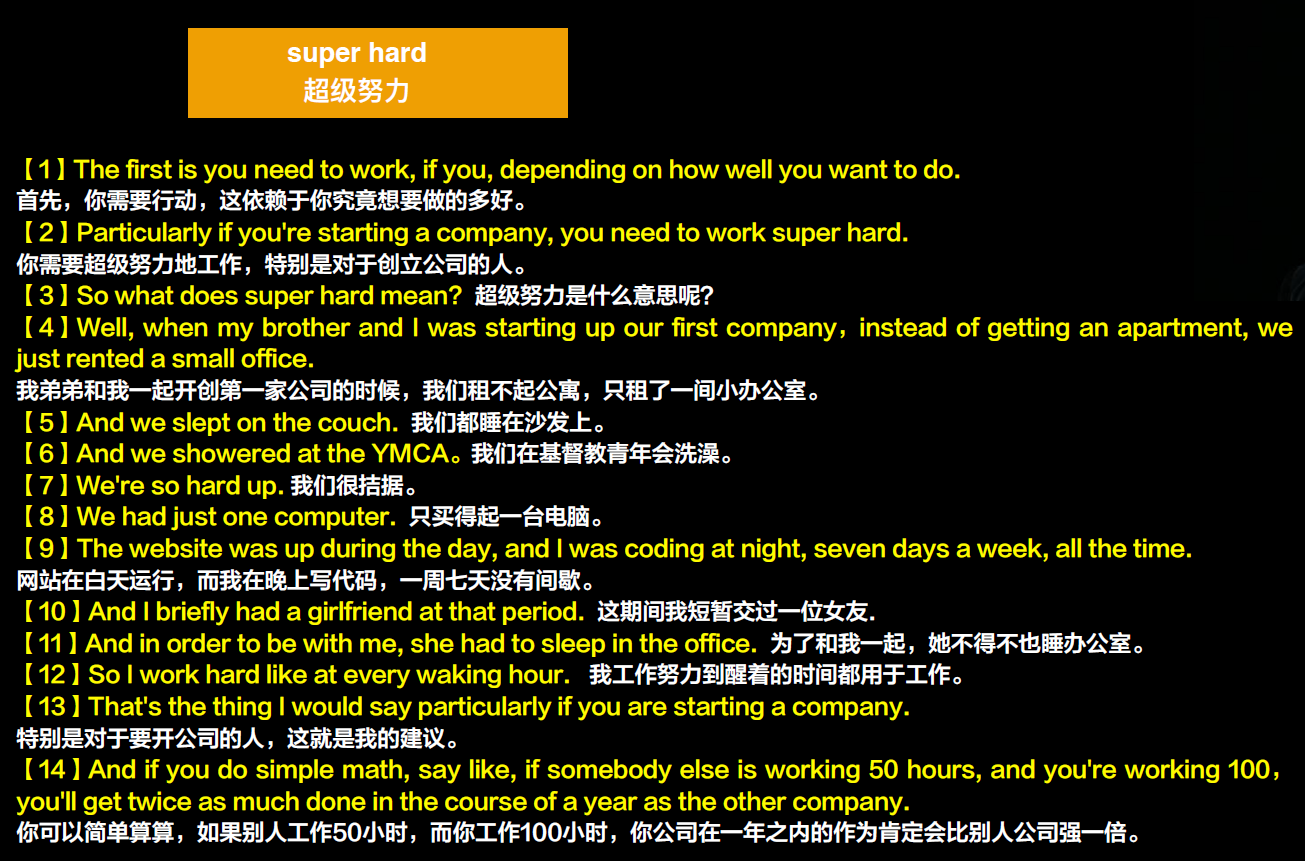 super hard
超级努力
【1】The first is you need to work, if you, depending on how well you want to do.
首先，你需要行动，这依赖于你究竟想要做的多好。
【2】Particularly if you're starting a company, you need to work super hard.
你需要超级努力地工作，特别是对于创立公司的人。
【3】So what does super hard mean? 超级努力是什么意思呢?
【4】Well, when my brother and I was starting up our first company，instead of getting an apartment, we
just rented a small office.
我弟弟和我一起开创第一家公司的时候，我们租不起公寓，只租了一间小办公室。
【5】And we slept on the couch. 我们都睡在沙发上。
【6】And we showered at the YMCA。我们在基督教青年会洗澡。
【7】We're so hard up. 我们很拮据。
【8】We had just one computer. 只买得起一台电脑。
【9】The website was up during the day, and I was coding at night, seven days a week, all the time.
网站在白天运行，而我在晚上写代码，一周七天没有间歇。
【10】And I briefly had a girlfriend at that period. 这期间我短暂交过一位女友.
【11】And in order to be with me, she had to sleep in the office. 为了和我一起，她不得不也睡办公室。
【12】So I work hard like at every waking hour. 我工作努力到醒着的时间都用于工作。
【13】That's the thing I would say particularly if you are starting a company.
特别是对于要开公司的人，这就是我的建议。
【14】And if you do simple math, say like, if somebody else is working 50 hours, and you're working 100，
you'll get twice as much done in the course of a year as the other company.
你可以简单算算，如果别人工作50小时，而你工作100小时，你公司在一年之内的作为肯定会比别人公司强一倍。